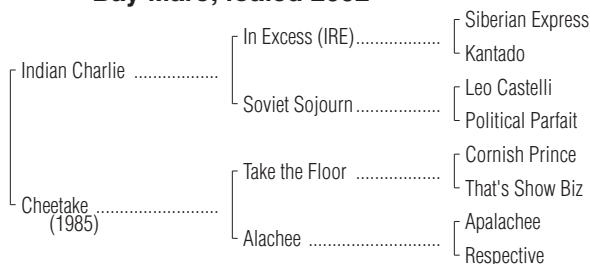 Bay Mare; foaled 2002
Siberian Express
In Excess (IRE)...................
Kantado
Indian Charlie ...................
Leo Castelli
Soviet Sojourn...................
Political Parfait
Cornish Prince
Take the Floor ...................
That's Show Biz
Cheetake ............................
(1985)
Apalachee
Alachee ..............................
Respective